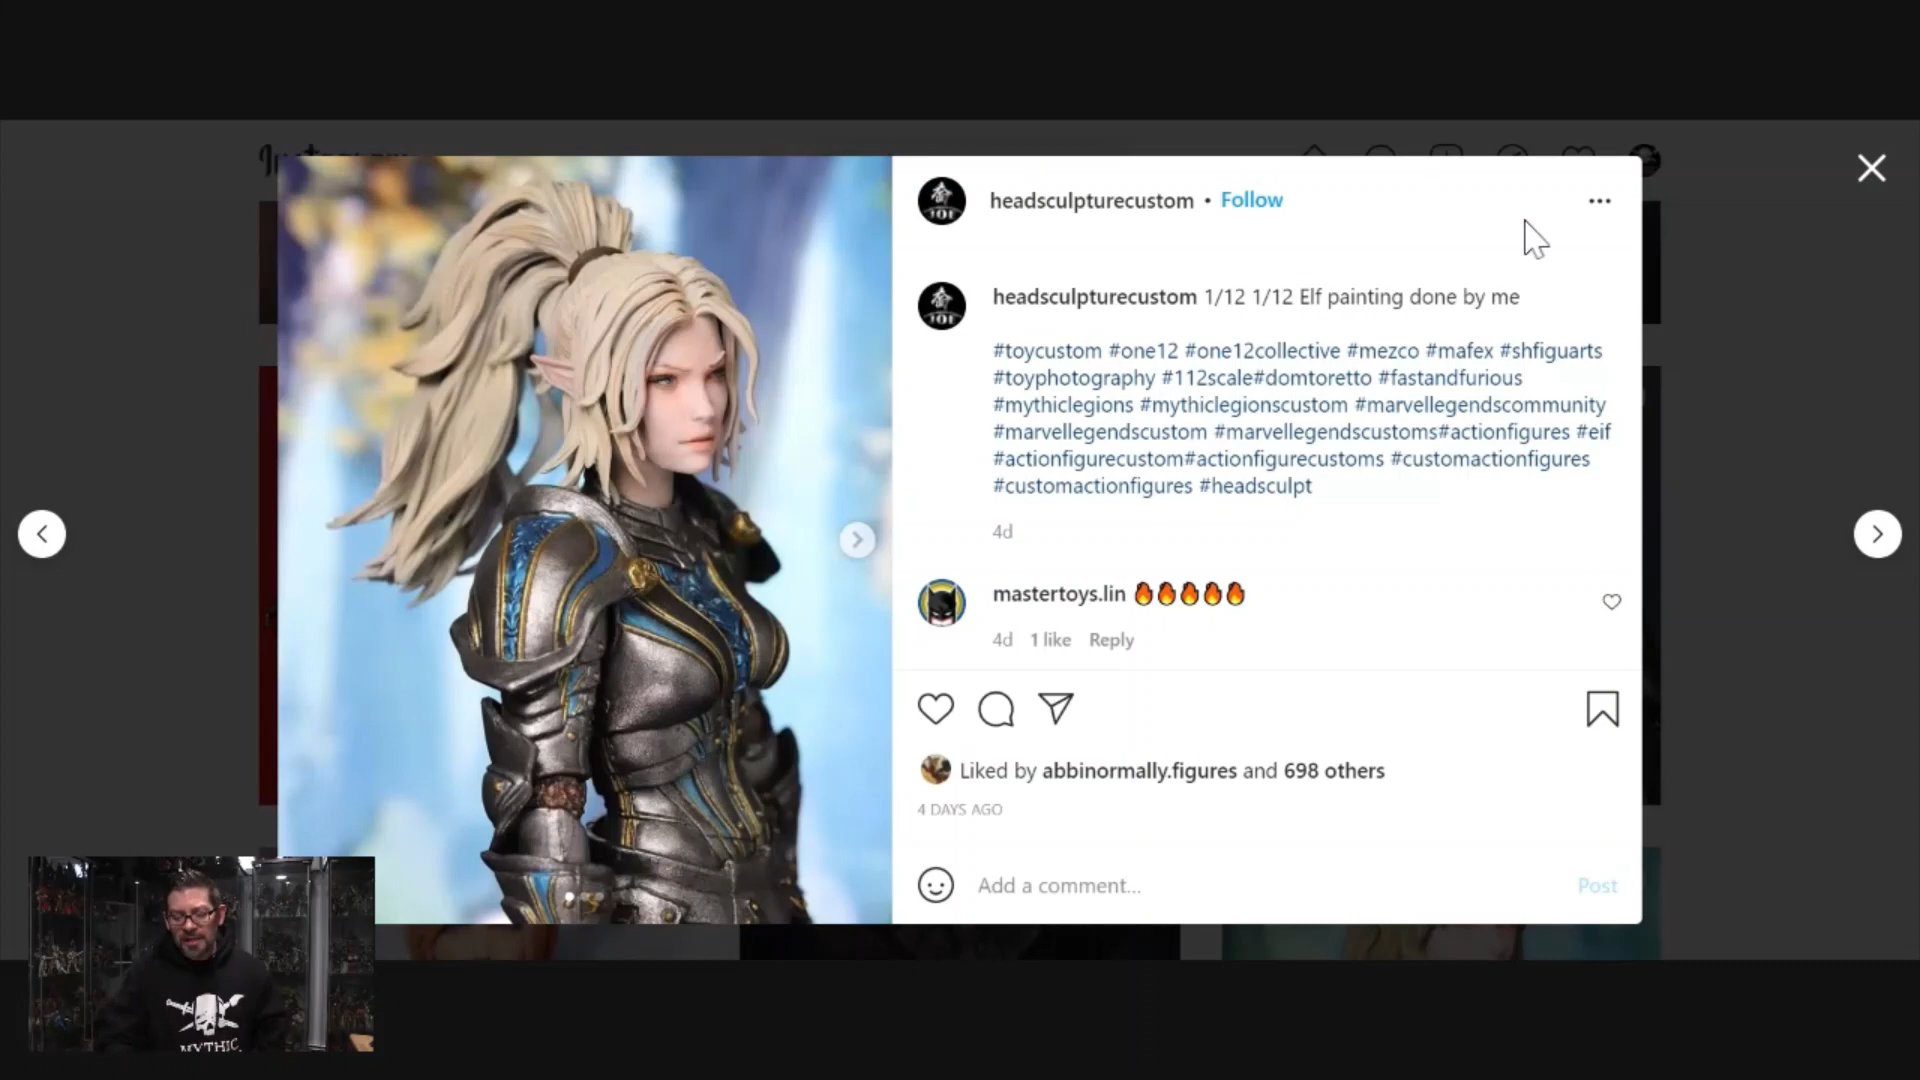 headsculpturecustom • Follow
headsculpturecustom 1/12 1/12 Elf painting done by me
#toycustom #one12 #one12collective #mezco #mafex #shfiguarts
#toyphotography #112scale#domtoretto #fastandfurious
#mythiclegions #mythiclegionscustom #marvellegendscommunity
#marvellegendscustom #marvellegendscustoms#actionfigures #eif
#actionfigurecustom#actionfigurecustoms #customactionfigures
#customactionfigures #headsculpt
4d
mastertoys.lin 🔥🔥🔥🔥🔥
4d 1 like Reply
Liked by abbinormally.figures and 698 others
4 DAYS AGO
Add a comment... Post
MYTHIC